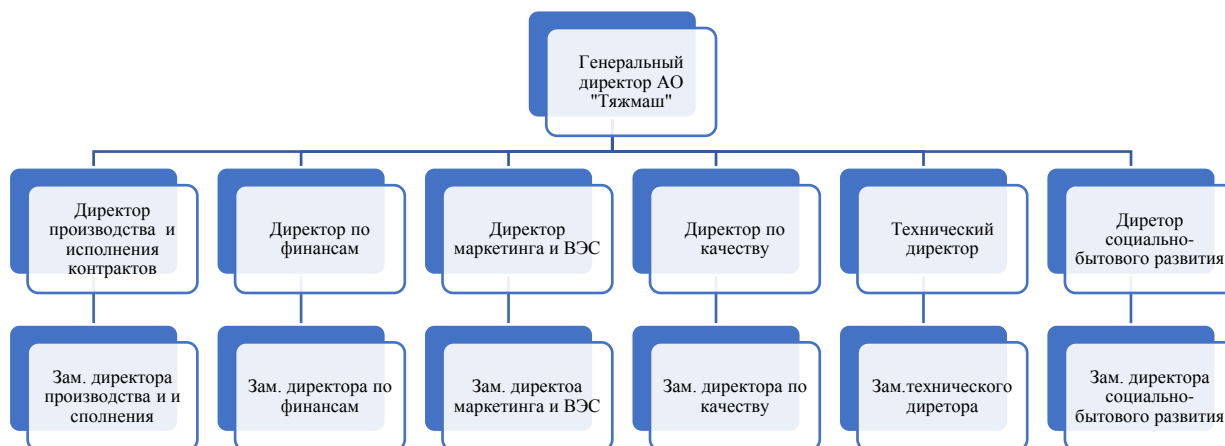 Генеральный
директор АО
"Тяжмаш"
Директор
производства и
исполнения
контрактов
Директор по
финансам
Директор
маркетинга и ВЭС
Директор по
качеству
Технический
директор
Диретор
социально-
бытового развития
Зам. директора
производства и и
сполнения
Зам. директора по
финансам
Зам. директоа
маркетинга и ВЭС
Зам. директора по
качеству
Зам.технического
диретора
Зам. директора
социально-
бытового развития